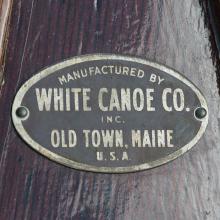 MANUFACTURED BY
WHITE CANOE CO.
INC.
OLD TOWN, MAINE
U.S.A.